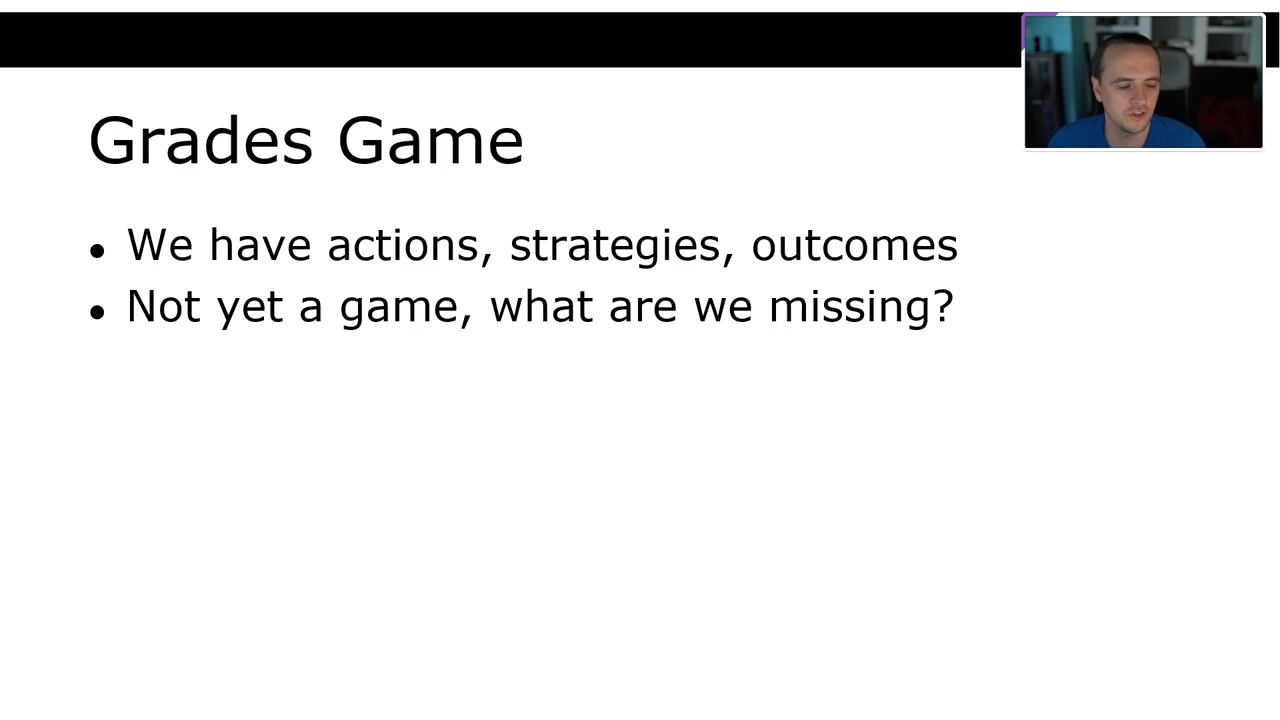 Grades Game
• We have actions, strategies, outcomes
• Not yet a game, what are we missing?